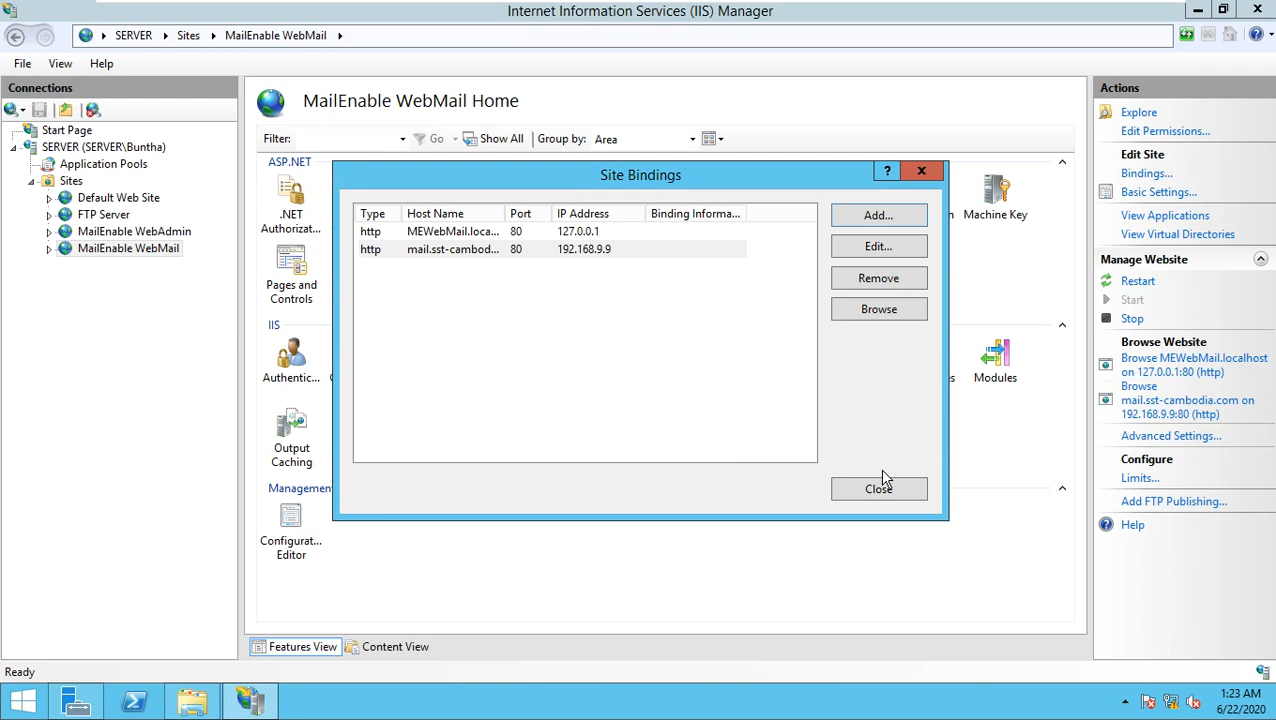 Internet Information Services (IIS) Manager
SERVER
Sites
MailEnable WebMail
File View Help
Connections
Start Page
SERVER (SERVER\Buntha)
Application Pools
Sites
Default Web Site
FTP Server
MailEnable WebAdmin
MailEnable WebMail
MailEnable WebMail Home
Filter: Go Show All Group by: Area
ASP.NET
.NET
Authorizat...
Pages and
Controls
Machine Key
IIS
Authentic...
Modules
Output
Caching
Management
Configurat...
Editor
Features View Content View
Site Bindings
?
Type Host Name Port IP Address Binding Informa...
http MEWebMail.loca... 80 127.0.0.1
http mail.sst-cambod... 80 192.168.9.9
Add...
Edit...
Remove
Browse
Close
Actions
Explore
Edit Permissions...
Edit Site
Bindings...
Basic Settings...
View Applications
View Virtual Directories
Manage Website
Restart
Start
Stop
Browse Website
Browse MEWebMail.localhost
on 127.0.0.1:80 (http)
Browse
mail.sst-cambodia.com on
192.168.9.9:80 (http)
Advanced Settings...
Configure
Limits...
Add FTP Publishing...
Help
Ready
1:23 AM
6/22/2020